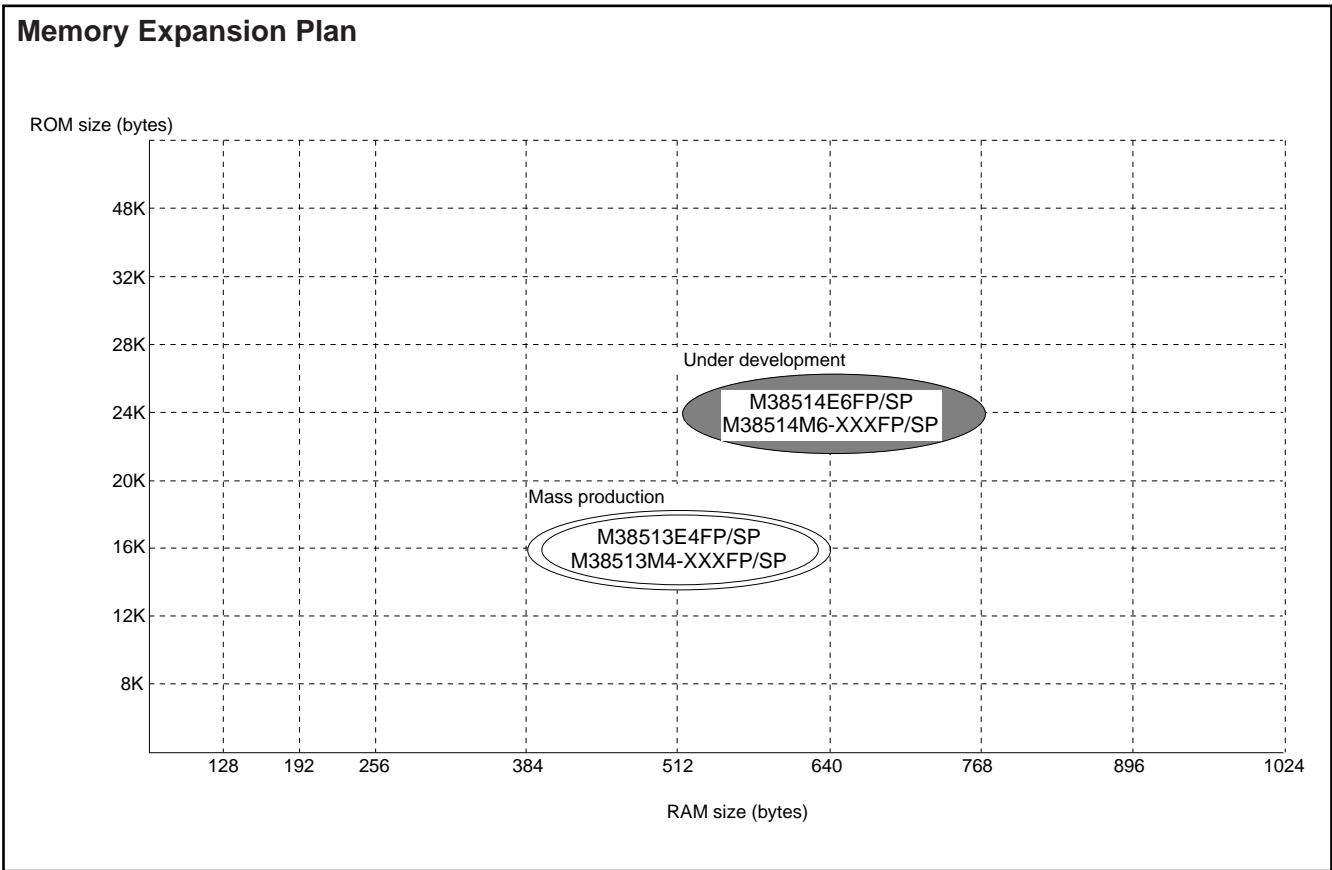 Memory Expansion Plan
ROM size (bytes)
48K
32K
28K
Under development
M38514E6FP/SP
24K
M38514M6-XXXFP/SP
20K
Mass production
M38513E4FP/SP
16K
M38513M4-XXXFP/SP
12K
8K
128 192 256 384 512 640 768 896 1024
RAM size (bytes)